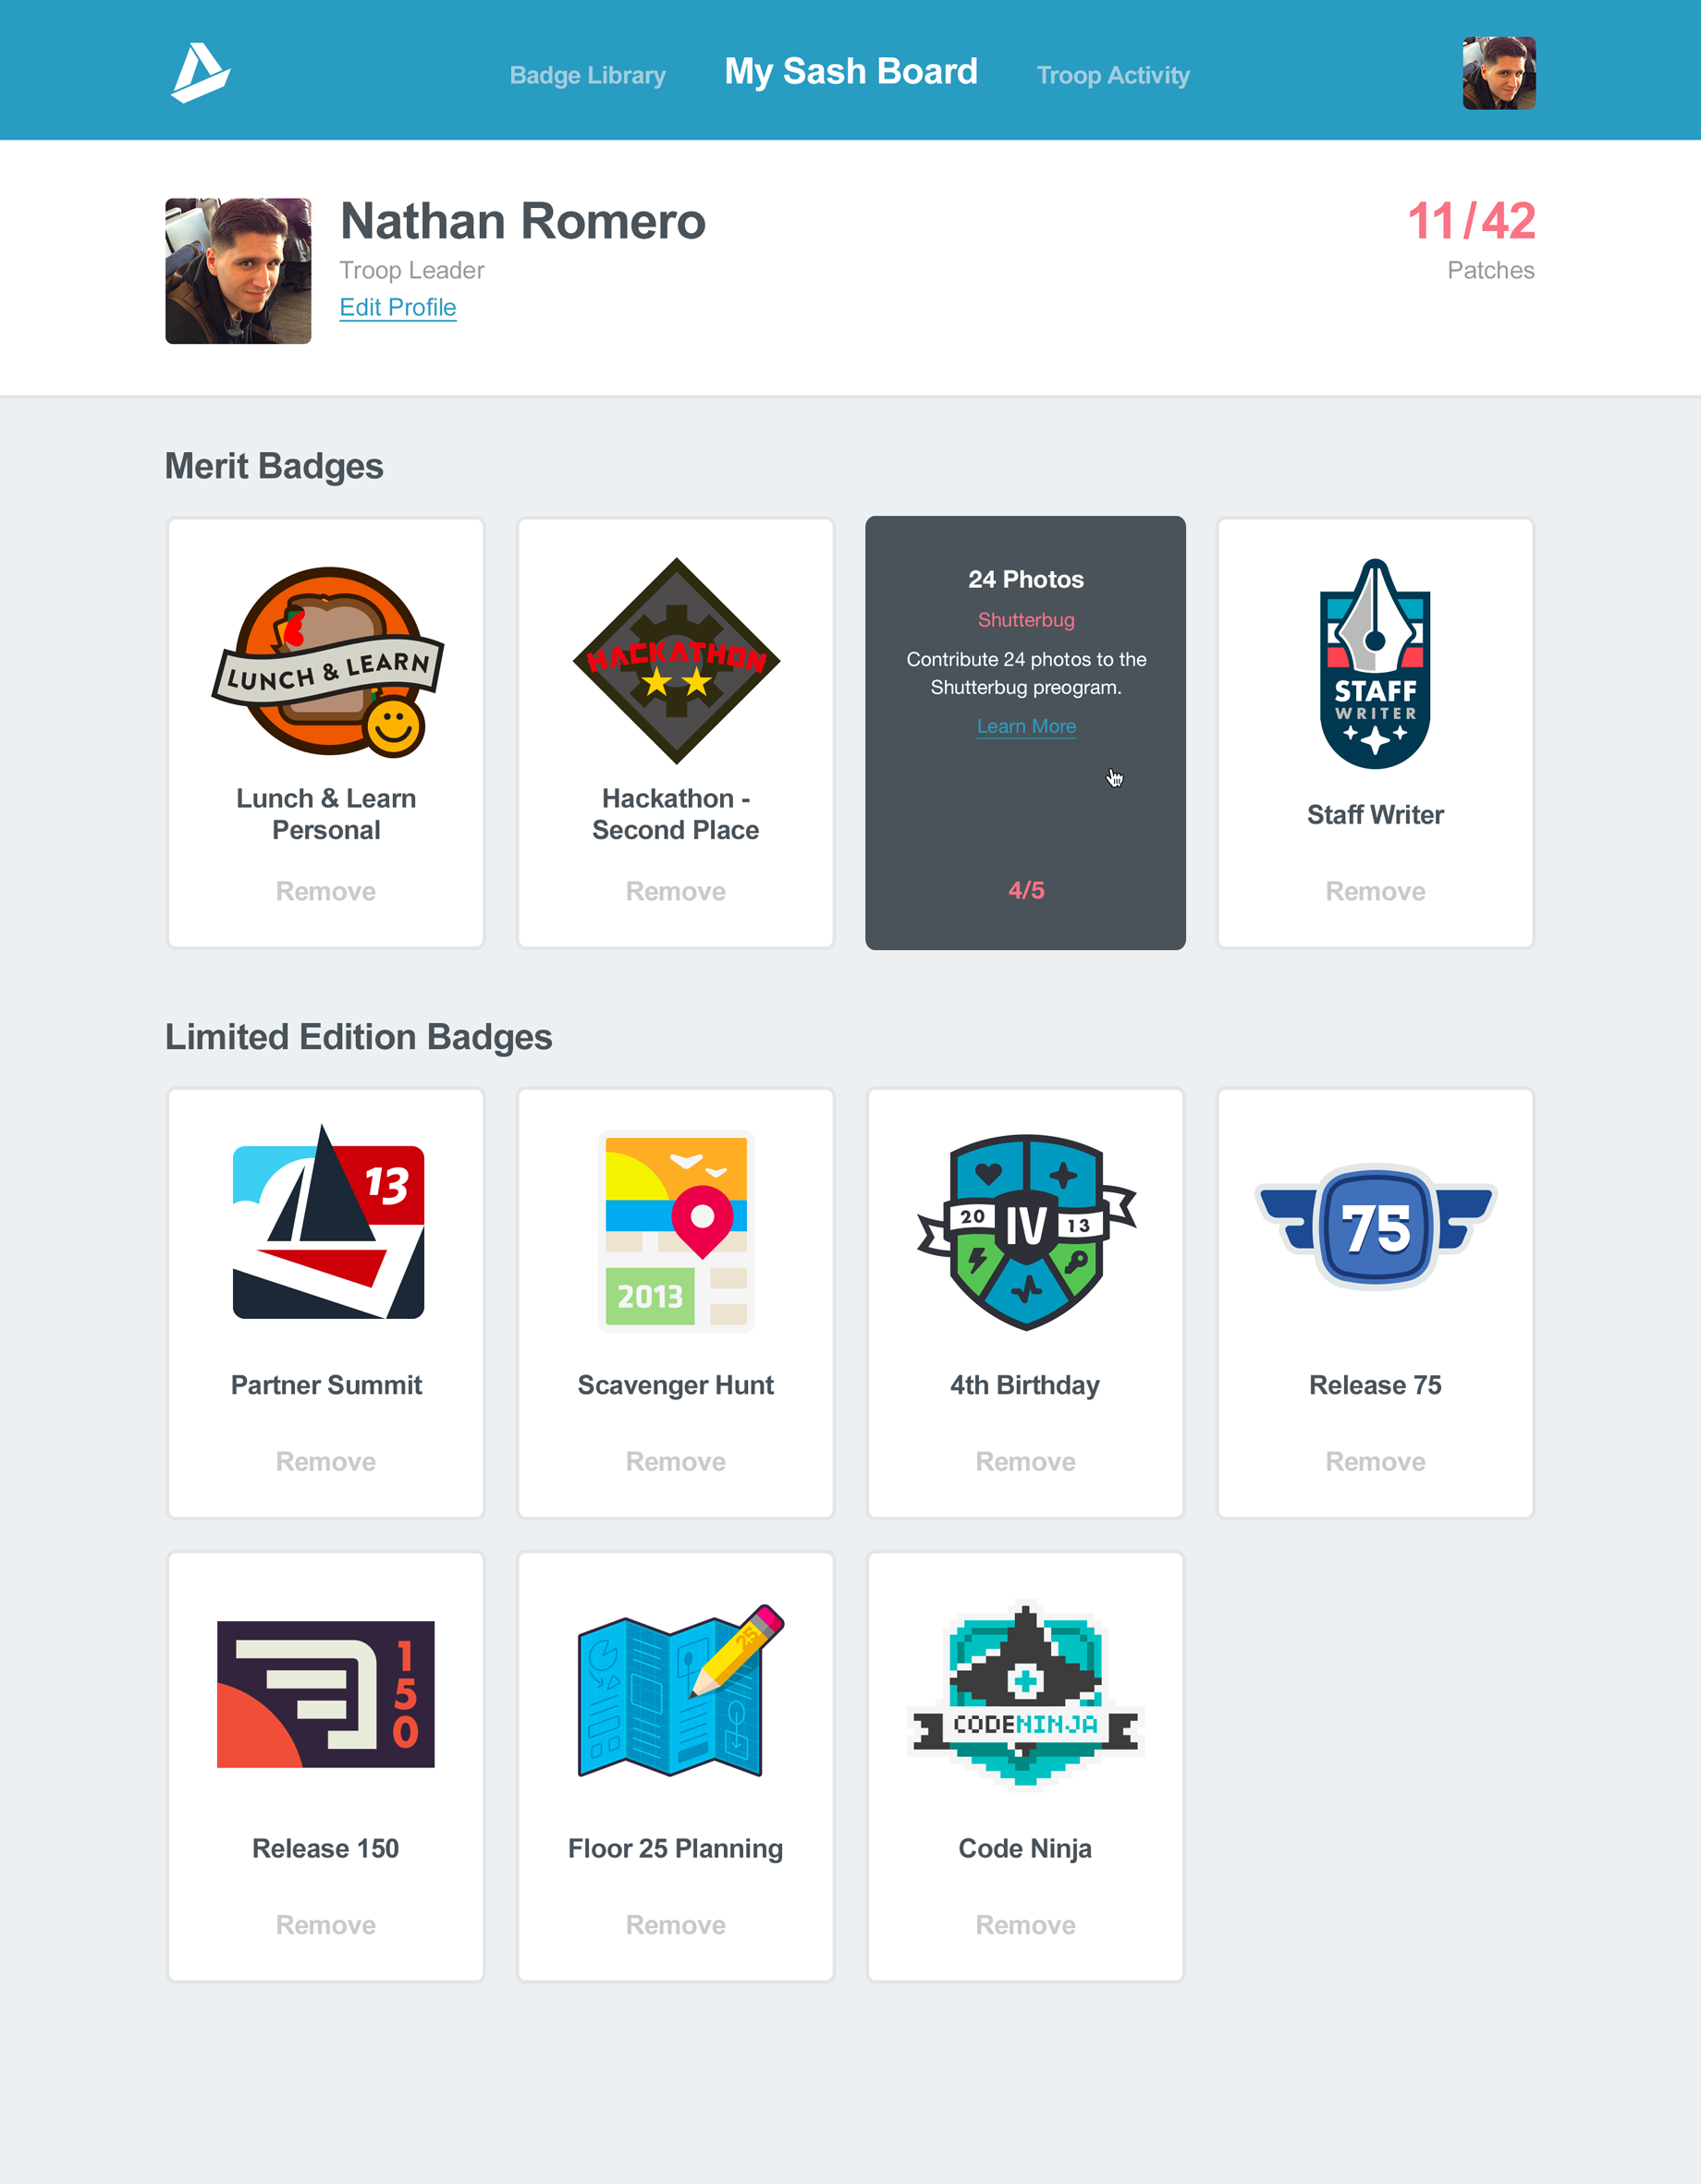 Badge Library
My Sash Board
Troop Activity
Nathan Romero
Troop Leader
Edit Profile
11/42
Patches
Merit Badges
LUNCH & LEARN
Lunch & Learn
Personal
Remove
HACKATHON
Hackathon -
Second Place
Remove
24 Photos
Shutterbug
Contribute 24 photos to the
Shutterbug preogram.
Learn More
4/5
STAFF
WRITER
Staff Writer
Remove
Limited Edition Badges
13
Partner Summit
Remove
2013
Scavenger Hunt
Remove
20 IV 13
4th Birthday
Remove
75
Release 75
Remove
1
5
0
Release 150
Remove
25
Floor 25 Planning
Remove
CODENINJA
Code Ninja
Remove